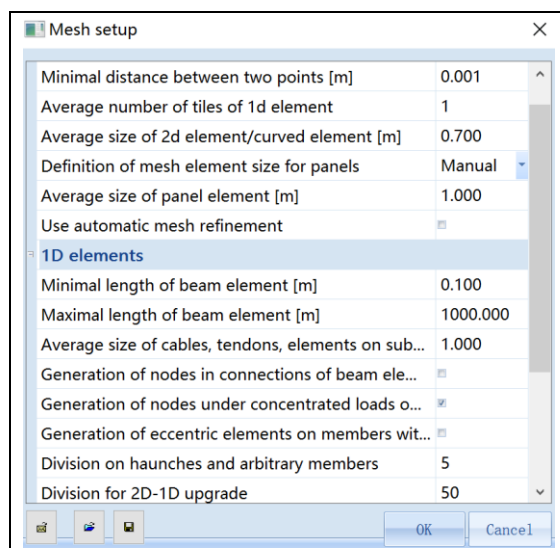 Mesh setup
Minimal distance between two points [m] 0.001
Average number of tiles of 1d element 1
Average size of 2d element/curved element [m] 0.700
Definition of mesh element size for panels Manual
Average size of panel element [m] 1.000
Use automatic mesh refinement
1D elements
Minimal length of beam element [m] 0.100
Maximal length of beam element [m] 1000.000
Average size of cables, tendons, elements on sub... 1.000
Generation of nodes in connections of beam ele...
Generation of nodes under concentrated loads o...
Generation of eccentric elements on members wit...
Division on haunches and arbitrary members 5
Division for 2D-1D upgrade 50
OK Cancel